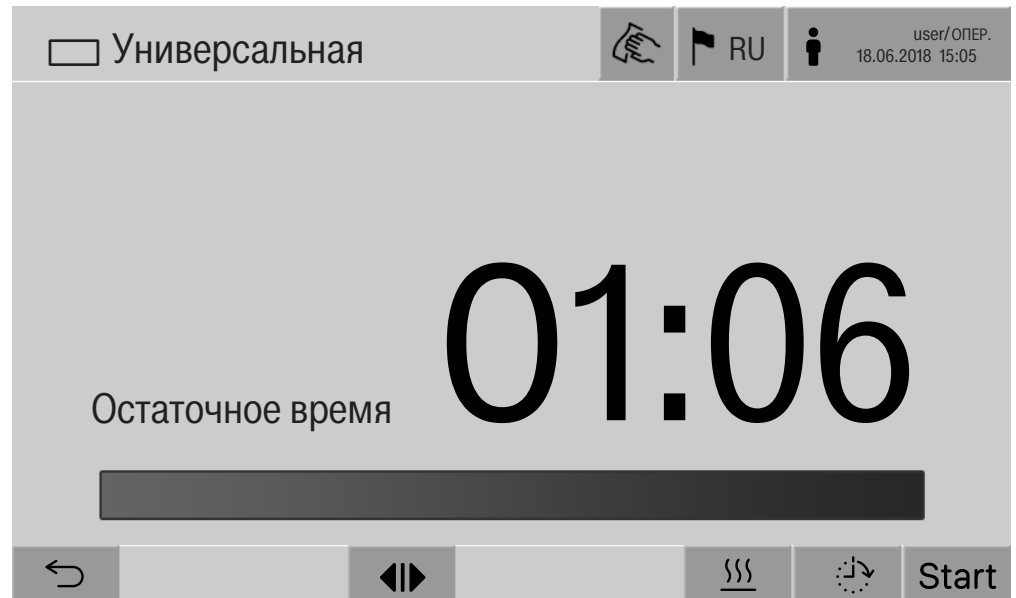 Универсальная
RU
user/ОПЕР.
18.06.2018 15:05
01:06
Остаточное время
Start